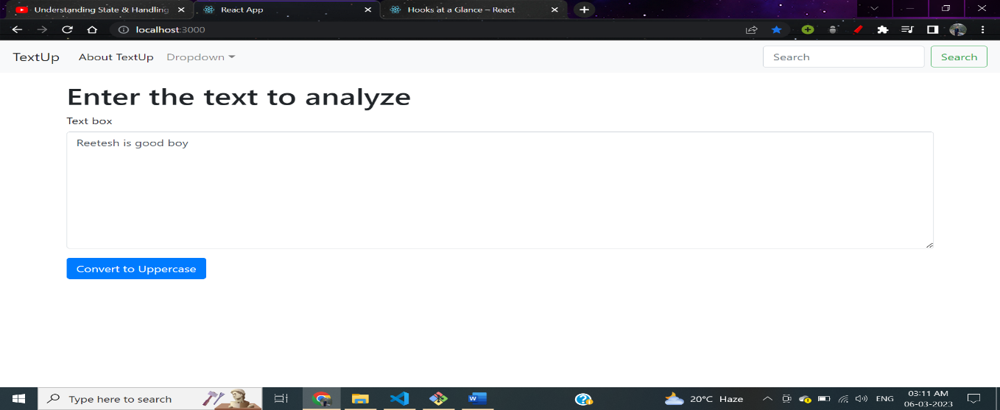 Understanding State & Handling
React App
Hooks at a Glance – React
localhost:3000
TextUp About TextUp Dropdown Search Search
Enter the text to analyze
Text box
Reetesh is good boy
Convert to Uppercase
Type here to search
20°C Haze
ENG
03:11 AM
06-03-2023